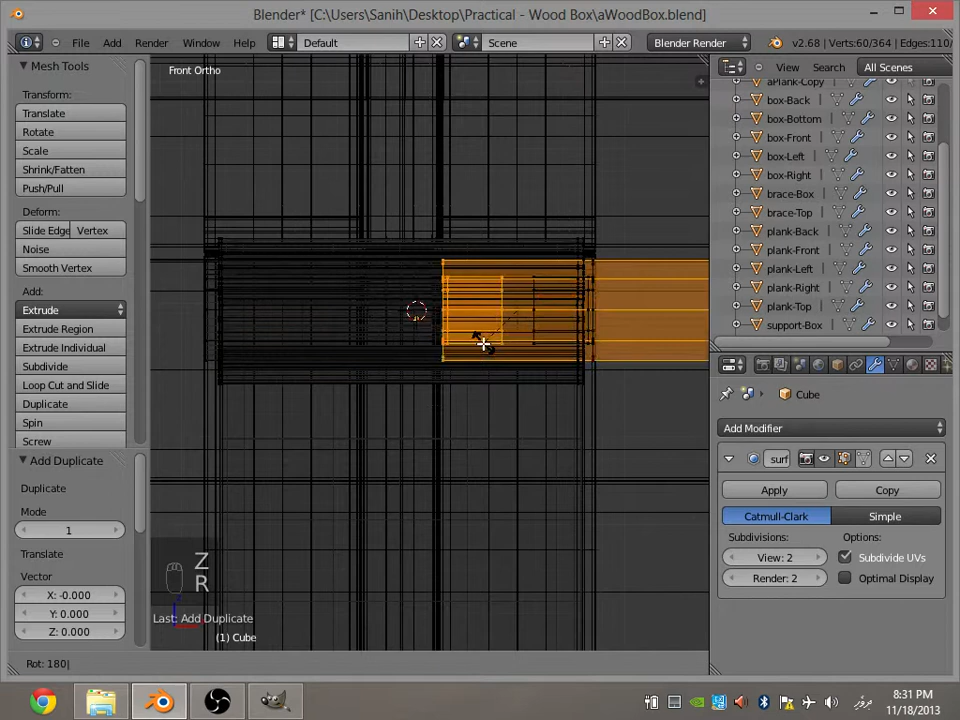 Blender* [C:\Users\Sanih\Desktop\Practical - Wood Box\aWoodBox.blend]
File Add Render Window Help Default Scene Blender Render v2.68 | Verts:60/364 | Edges:110/
Mesh Tools
Transform:
Translate
Rotate
Scale
Shrink/Fatten
Push/Pull
Deform:
Slide Edge Vertex
Noise
Smooth Vertex
Add:
Extrude
Extrude Region
Extrude Individual
Subdivide
Loop Cut and Slide
Duplicate
Spin
Screw
Add Duplicate
Duplicate
Mode
1
Translate
Vector
X: -0.000
Y: 0.000
Z: 0.000
Front Ortho
Z
R
Last: Add Duplicate
(1) Cube
Rot: 180|
View Search All Scenes
aPlank-Copy
box-Back
box-Bottom
box-Front
box-Left
box-Right
brace-Box
brace-Top
plank-Back
plank-Front
plank-Left
plank-Right
plank-Top
support-Box
Cube
Add Modifier
surf
Apply Copy
Catmull-Clark Simple
Subdivisions: Options:
View: 2 Subdivide UVs
Render: 2 Optimal Display
8:31 PM
11/18/2013